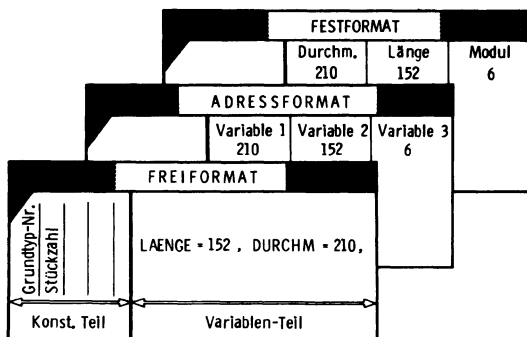 FESTFORMAT
Durchm. Länge Modul
210 152 6
ADRESSFORMAT
Variable 1 Variable 2 Variable 3
210 152 6
FREIFORMAT
Grundtyp-Nr.
Stückzahl
LAENGE = 152 , DURCHM = 210,
Konst. Teil Variablen-Teil